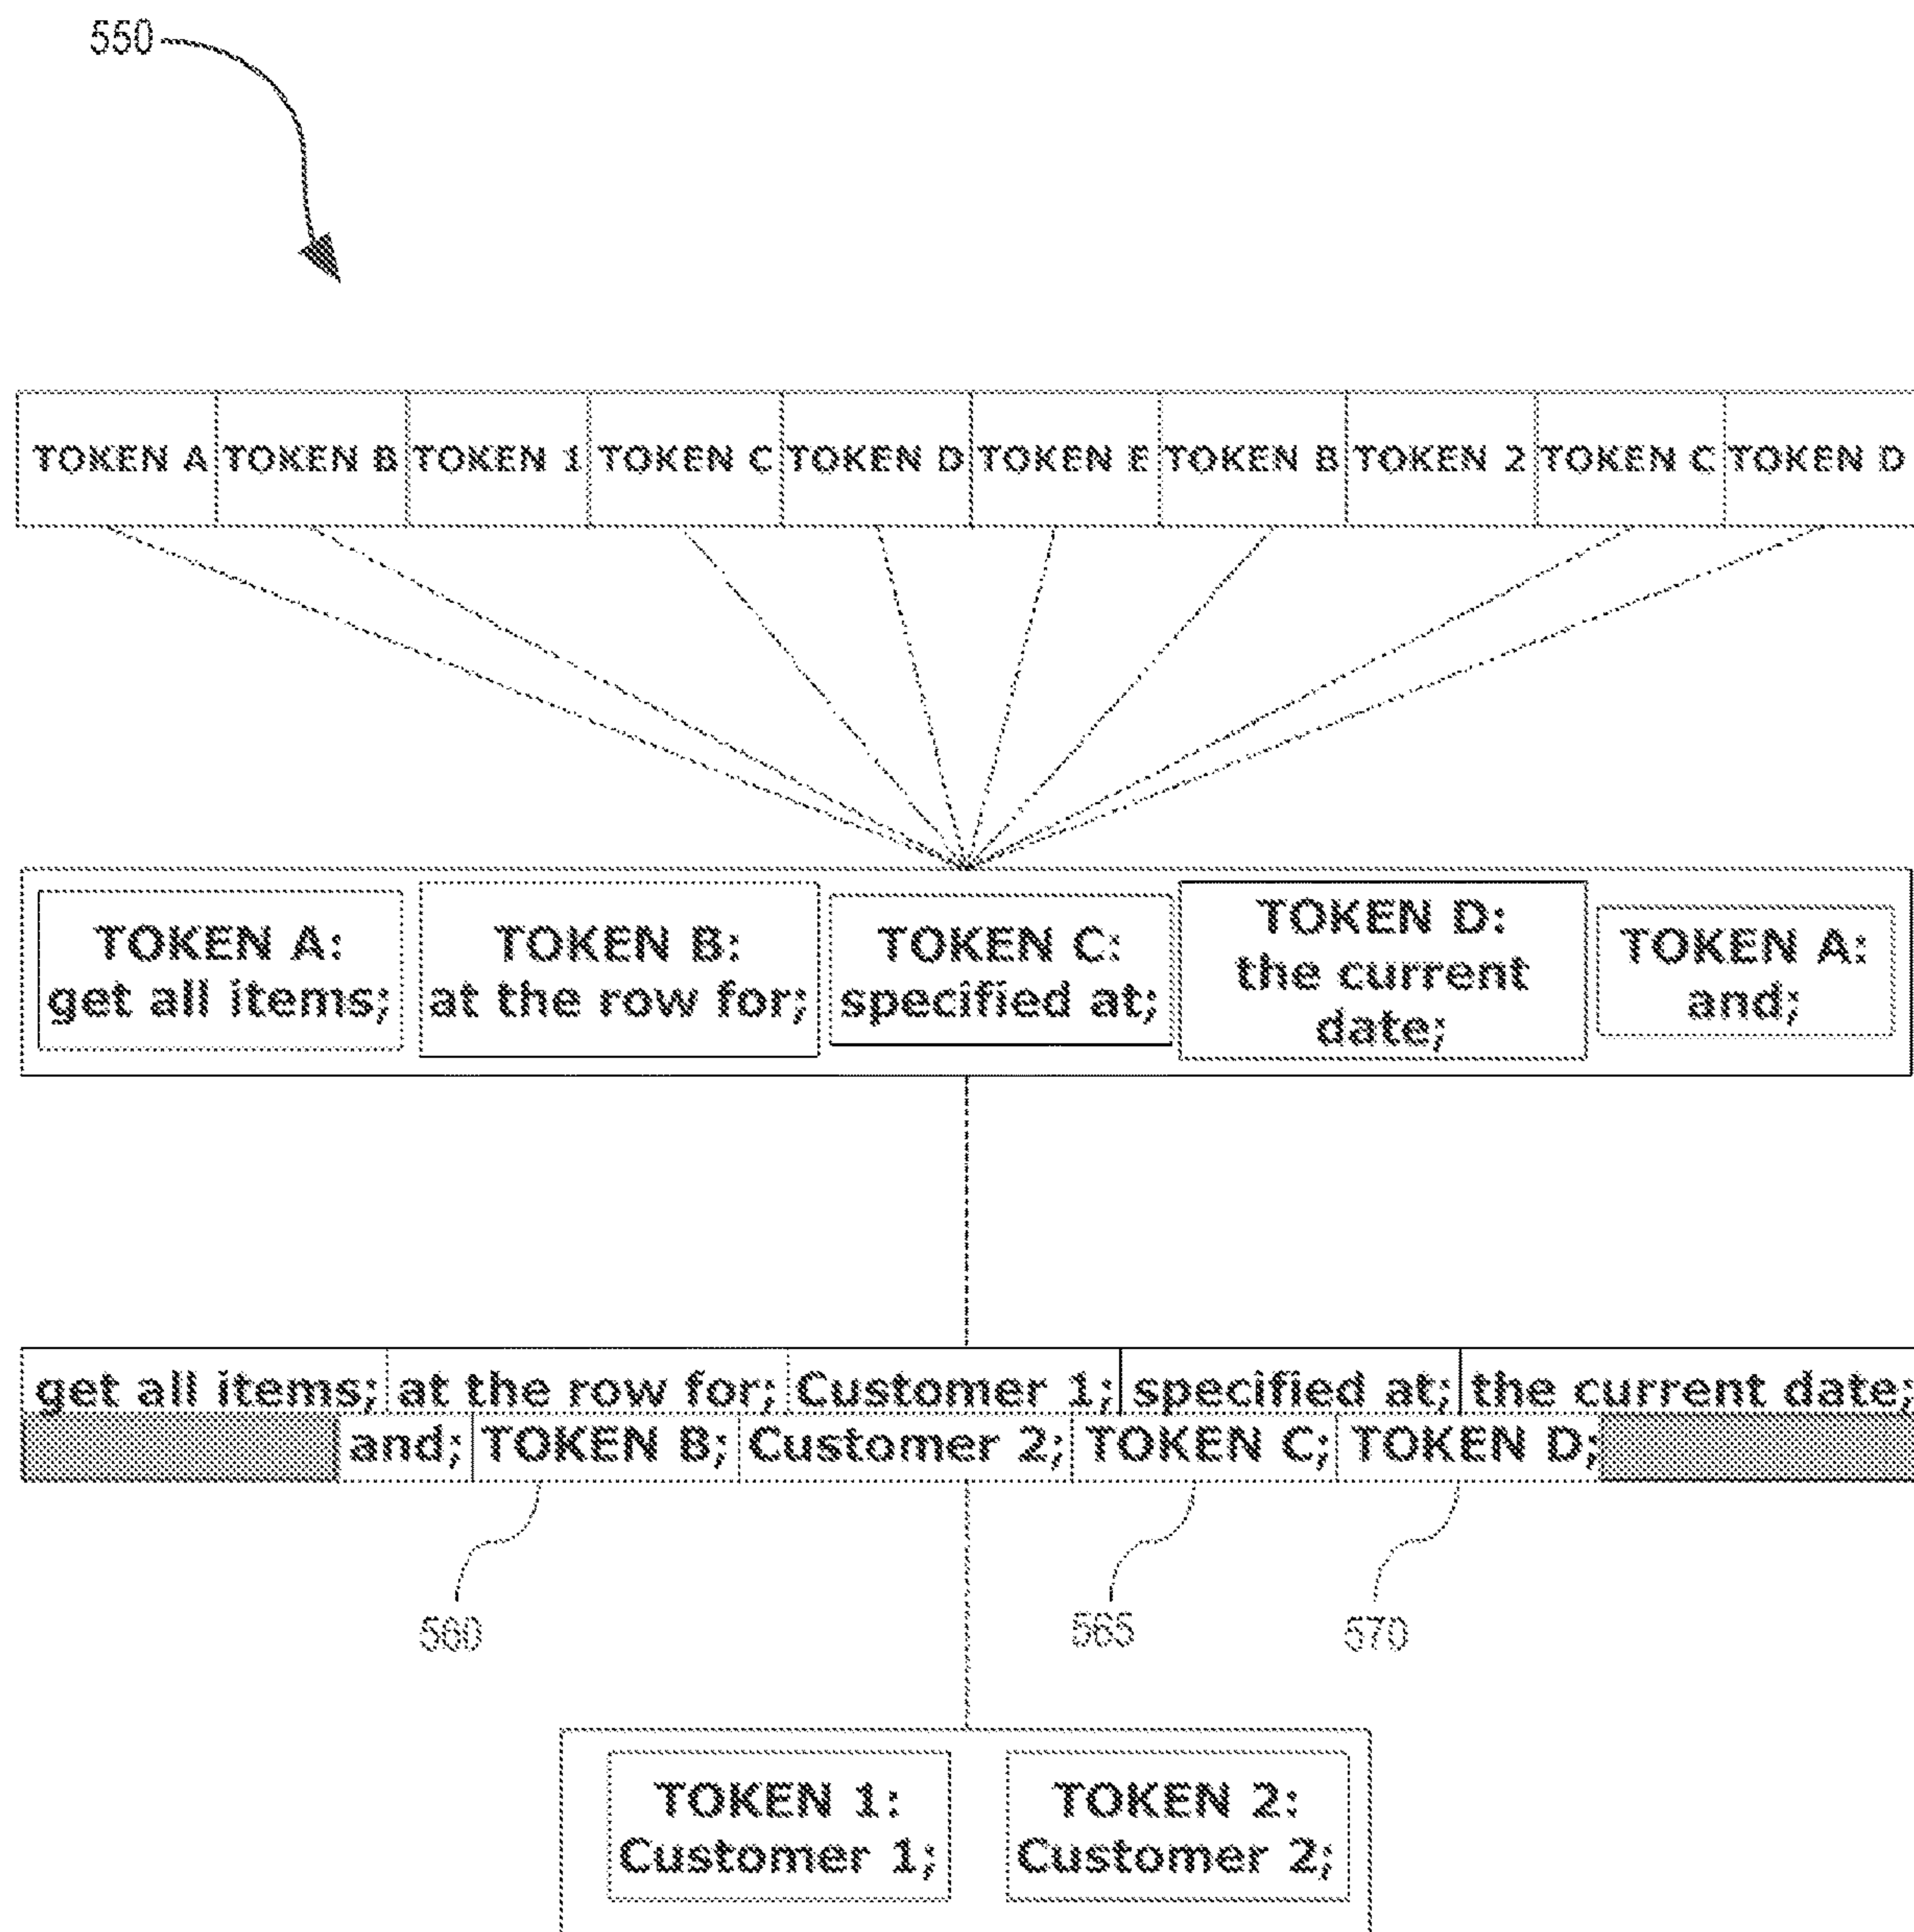 550
TOKEN A TOKEN B TOKEN 1 TOKEN C TOKEN D TOKEN E TOKEN B TOKEN 2 TOKEN C TOKEN D
TOKEN A:
get all items;
TOKEN B:
at the row for;
TOKEN C:
specified at;
TOKEN D:
the current
date;
TOKEN A:
and;
get all items; at the row for; Customer 1; specified at; the current date;
and; TOKEN B; Customer 2; TOKEN C; TOKEN D;
560 565 570
TOKEN 1:
Customer 1;
TOKEN 2:
Customer 2;